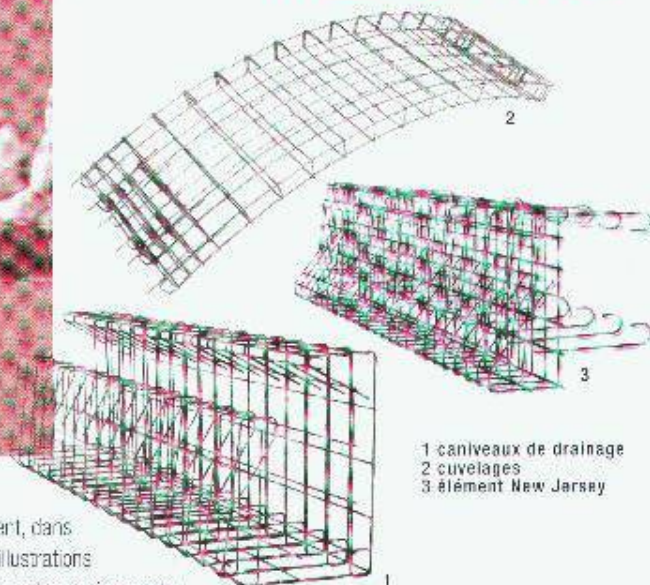 2
3
1 caniveaux de drainage
2 cuvelages
3 élément New Jersey
ent, dans
illustrations
1